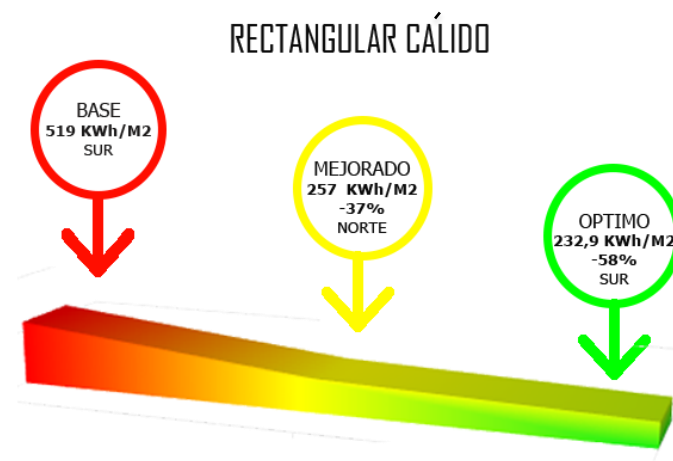 RECTANGULAR CÁLIDO
BASE
519 KWh/M2
SUR
MEJORADO
257 KWh/M2
-37%
NORTE
OPTIMO
232,9 KWh/M2
-58%
SUR